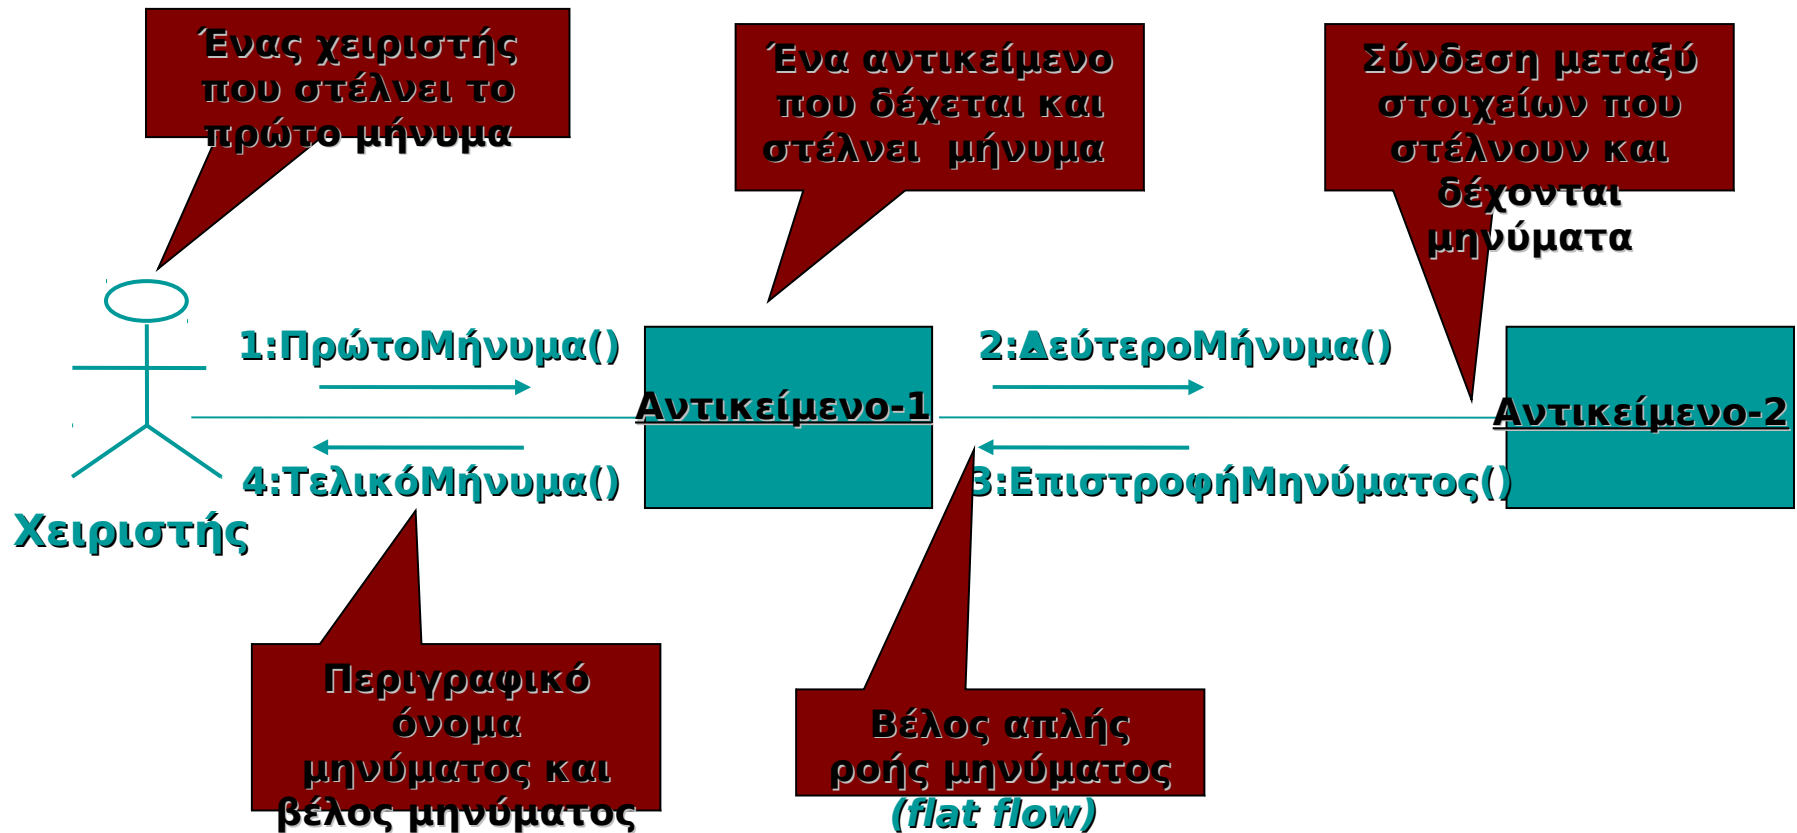 Ένας χειριστής
που στέλνει το
πρώτο μήνυμα
Ένα αντικείμενο
που δέχεται και
στέλνει μήνυμα
Σύνδεση μεταξύ
στοιχείων που
στέλνουν και
δέχονται
μηνύματα
1:ΠρώτοΜήνυμα()
2:ΔεύτεροΜήνυμα()
Αντικείμενο-1
Αντικείμενο-2
4:ΤελικόΜήνυμα()
3:ΕπιστροφήΜηνύματος()
Χειριστής
Περιγραφικό
όνομα
μηνύματος και
βέλος μηνύματος
Βέλος απλής
ροής μηνύματος
(flat flow)